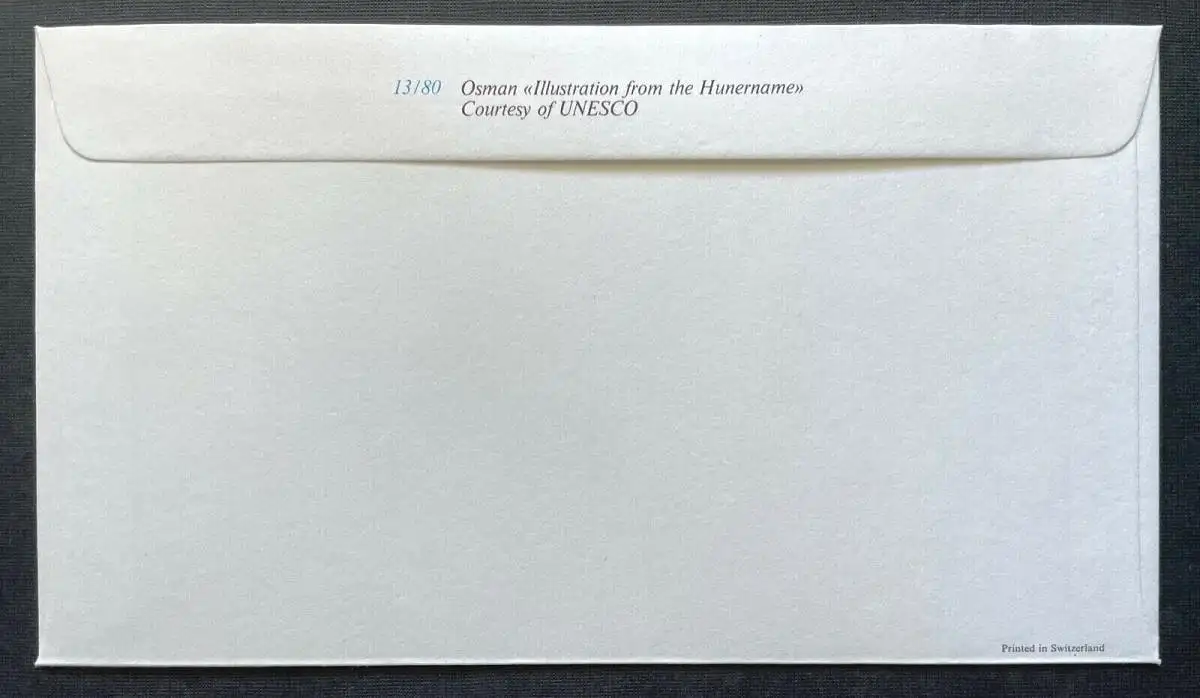 13/80 Osman «Illustration from the Hunername»
Courtesy of UNESCO
Printed in Switzerland